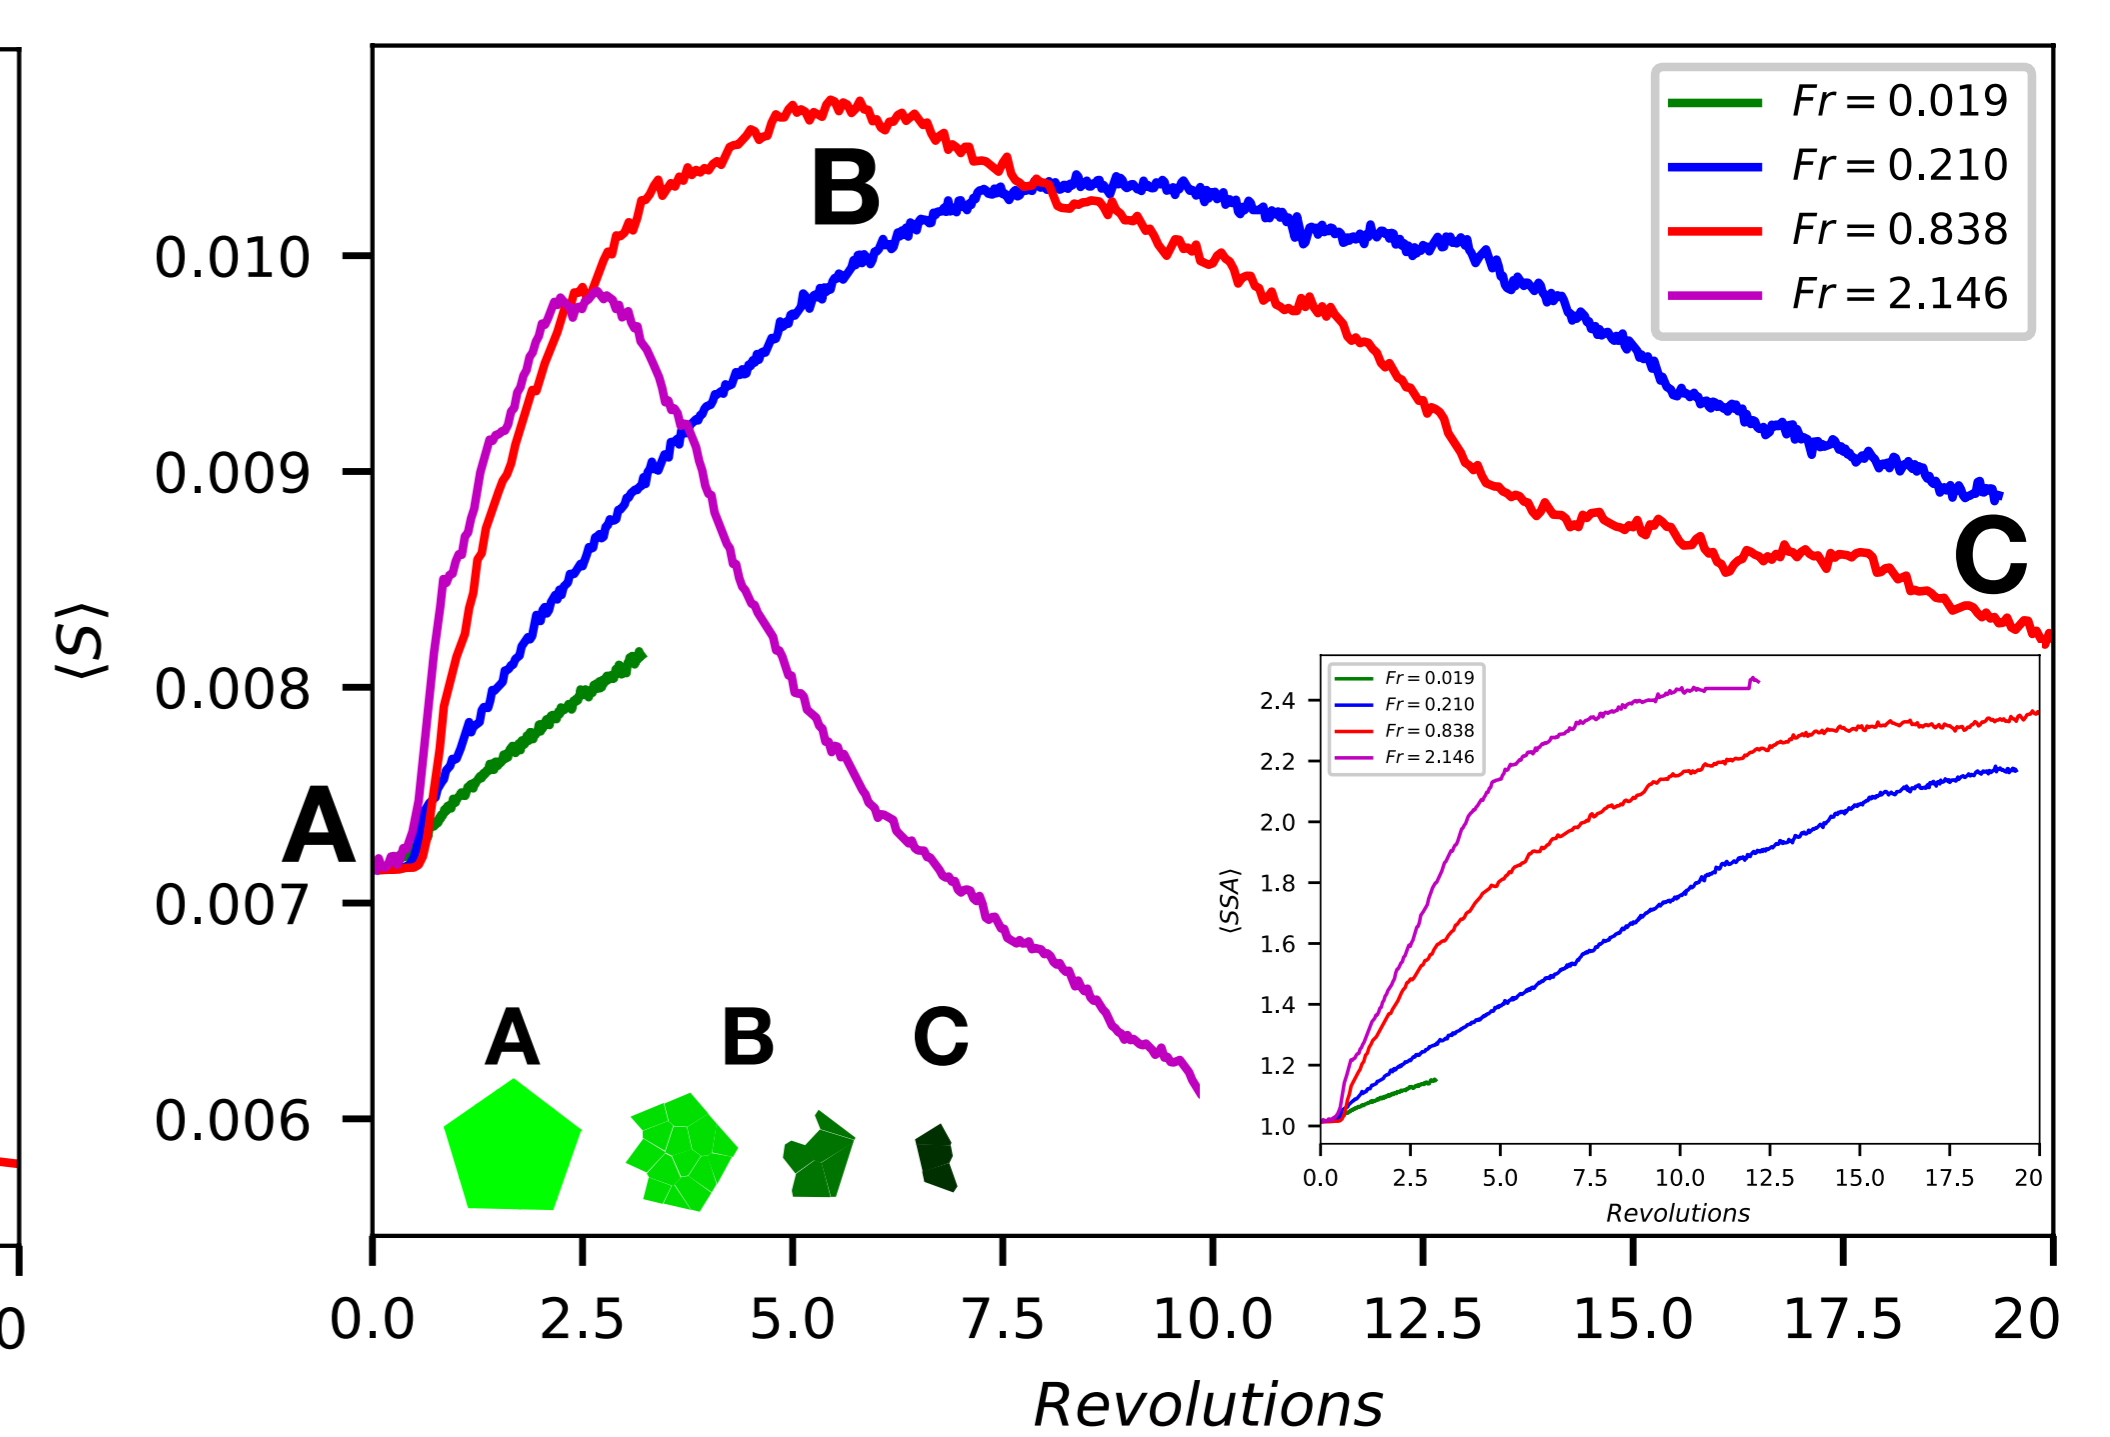 Fr = 0.019
Fr = 0.210
Fr = 0.838
Fr = 2.146
B
0.010
0.009
C
⟨S⟩
0.008
A
0.007
0.006
A B C
Fr = 0.019
Fr = 0.210
Fr = 0.838
Fr = 2.146
2.4
2.2
2.0
1.8
⟨SSA⟩
1.6
1.4
1.2
1.0
0.0 2.5 5.0 7.5 10.0 12.5 15.0 17.5 20
Revolutions
0
0.0 2.5 5.0 7.5 10.0 12.5 15.0 17.5 20
Revolutions